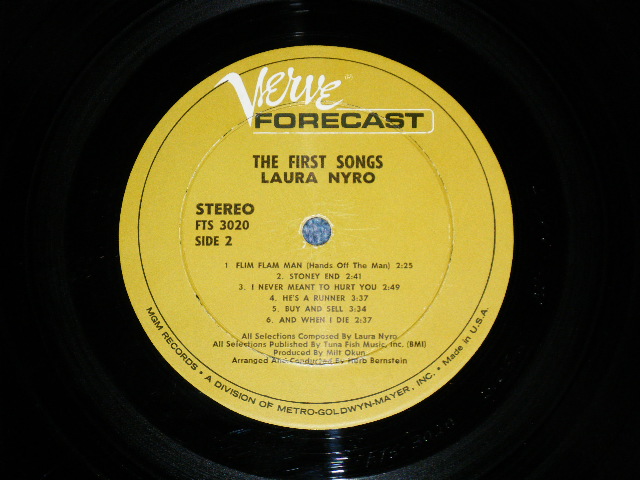 Verve
FORECAST
THE FIRST SONGS
LAURA NYRO
STEREO
FTS 3020
SIDE 2
1 FLIM FLAM MAN (Hands Off The Man) 2:25
2. STONEY END 2:41
3. I NEVER MEANT TO HURT YOU 2:49
4. HE'S A RUNNER 3:37
5. BUY AND SELL 3:34
6. AND WHEN I DIE 2:37
All Selections Composed By Laura Nyro
All Selections Published By Tuna Fish Music, Inc. (BMI)
Produced By Milt Okun
Arranged And Conducted By Herb Bernstein
MGM RECORDS • A DIVISION OF METRO-GOLDWYN-MAYER, INC. • Made in U.S.A.